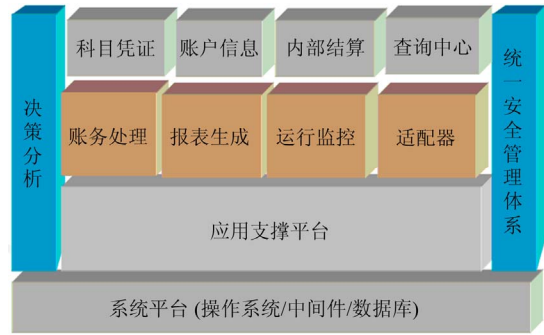 科目凭证
账户信息
内部结算
查询中心
决策分析
统一安全管理体系
账务处理
报表生成
运行监控
适配器
应用支撑平台
系统平台 (操作系统/中间件/数据库)